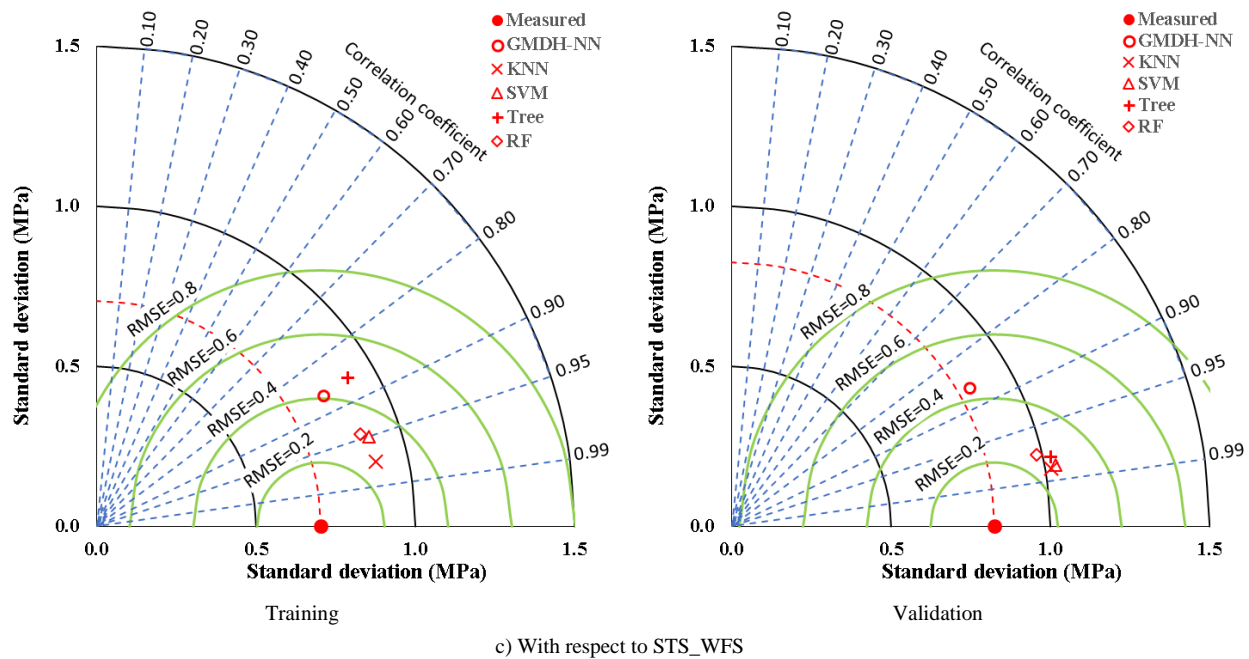 Measured
GMDH-NN
KNN
SVM
Tree
RF
Correlation coefficient
0.10
0.20
0.30
0.40
0.50
0.60
0.70
0.80
0.90
0.95
0.99
RMSE=0.8
RMSE=0.6
RMSE=0.4
RMSE=0.2
Standard deviation (MPa)
1.5
1.0
0.5
0.0
0.0
0.5
1.0
1.5
Standard deviation (MPa)
Training
Measured
GMDH-NN
KNN
SVM
Tree
RF
Correlation coefficient
0.10
0.20
0.30
0.40
0.50
0.60
0.70
0.80
0.90
0.95
0.99
RMSE=0.8
RMSE=0.6
RMSE=0.4
RMSE=0.2
Standard deviation (MPa)
1.5
1.0
0.5
0.0
0.0
0.5
1.0
1.5
Standard deviation (MPa)
Validation
c) With respect to STS_WFS